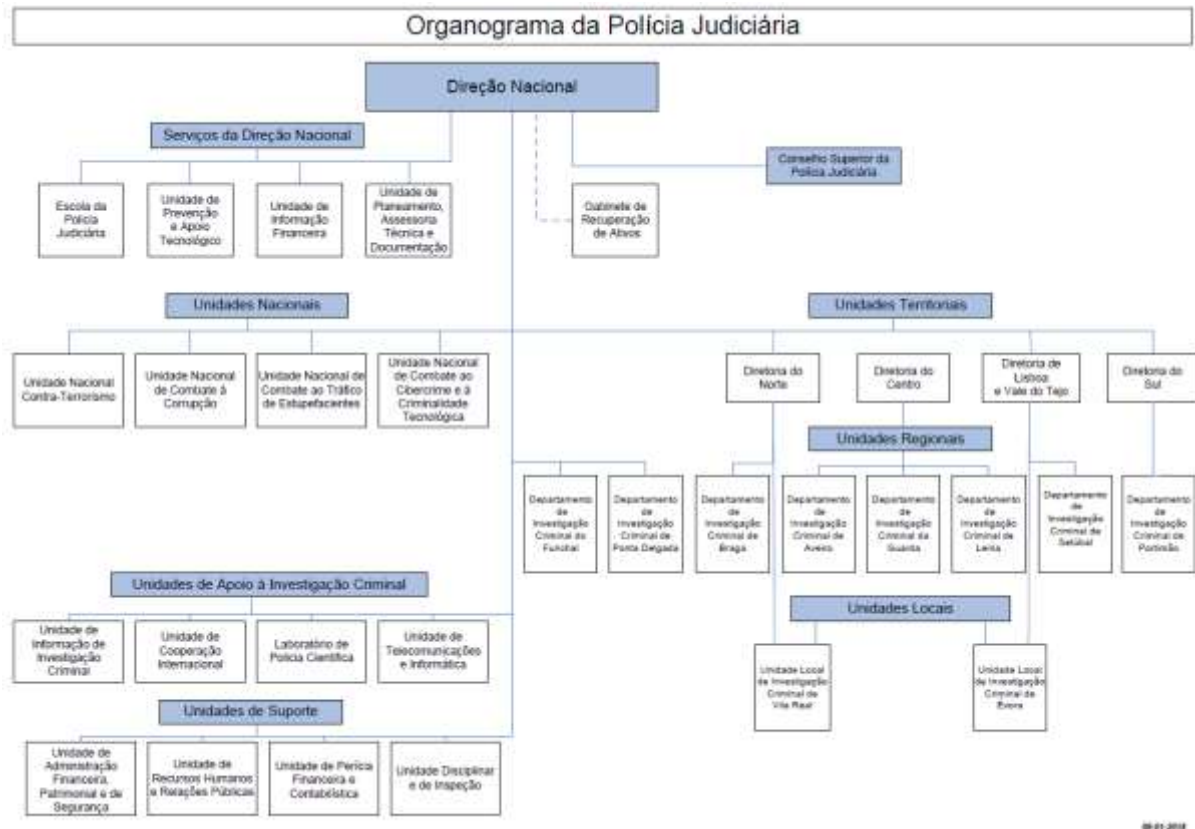 Organograma da Polícia Judiciária
Direção Nacional
Serviços da Direção Nacional
Conselho Superior da
Polícia Judiciária
Escola da
Polícia
Judiciária
Unidade de
Prevenção
e Apoio
Tecnológico
Unidade de
Informação
Financeira
Unidade de
Planeamento,
Assessoria
Técnica e
Documentação
Gabinete de
Recuperação
de Ativos
Unidades Nacionais
Unidades Territoriais
Unidade Nacional
Contra-Terrorismo
Unidade Nacional
de Combate à
Corrupção
Unidade Nacional de
Combate ao Tráfico
de Estupefacentes
Unidade Nacional
de Combate ao
Cibercrime e à
Criminalidade
Tecnológica
Diretoria do
Norte
Diretoria do
Centro
Diretoria de
Lisboa
e Vale do Tejo
Diretoria do
Sul
Unidades Regionais
Departamento
de
Investigação
Criminal do
Funchal
Departamento
de
Investigação
Criminal de
Ponta Delgada
Departamento
de
Investigação
Criminal de
Braga
Departamento
de
Investigação
Criminal de
Aveiro
Departamento
de
Investigação
Criminal da
Guarda
Departamento
de
Investigação
Criminal de
Leiria
Departamento
de
Investigação
Criminal de
Setúbal
Departamento
de
Investigação
Criminal de
Portimão
Unidades de Apoio à Investigação Criminal
Unidades Locais
Unidade de
Informação de
Investigação
Criminal
Unidade de
Cooperação
Internacional
Laboratório de
Polícia Científica
Unidade de
Telecomunicações
e Informática
Unidade Local
de Investigação
Criminal de
Vila Real
Unidade Local
de Investigação
Criminal de
Évora
Unidades de Suporte
Unidade de
Administração
Financeira,
Patrimonial e de
Segurança
Unidade de
Recursos Humanos
e Relações Públicas
Unidade de Perícia
Financeira e
Contabilística
Unidade Disciplinar
e de Inspeção